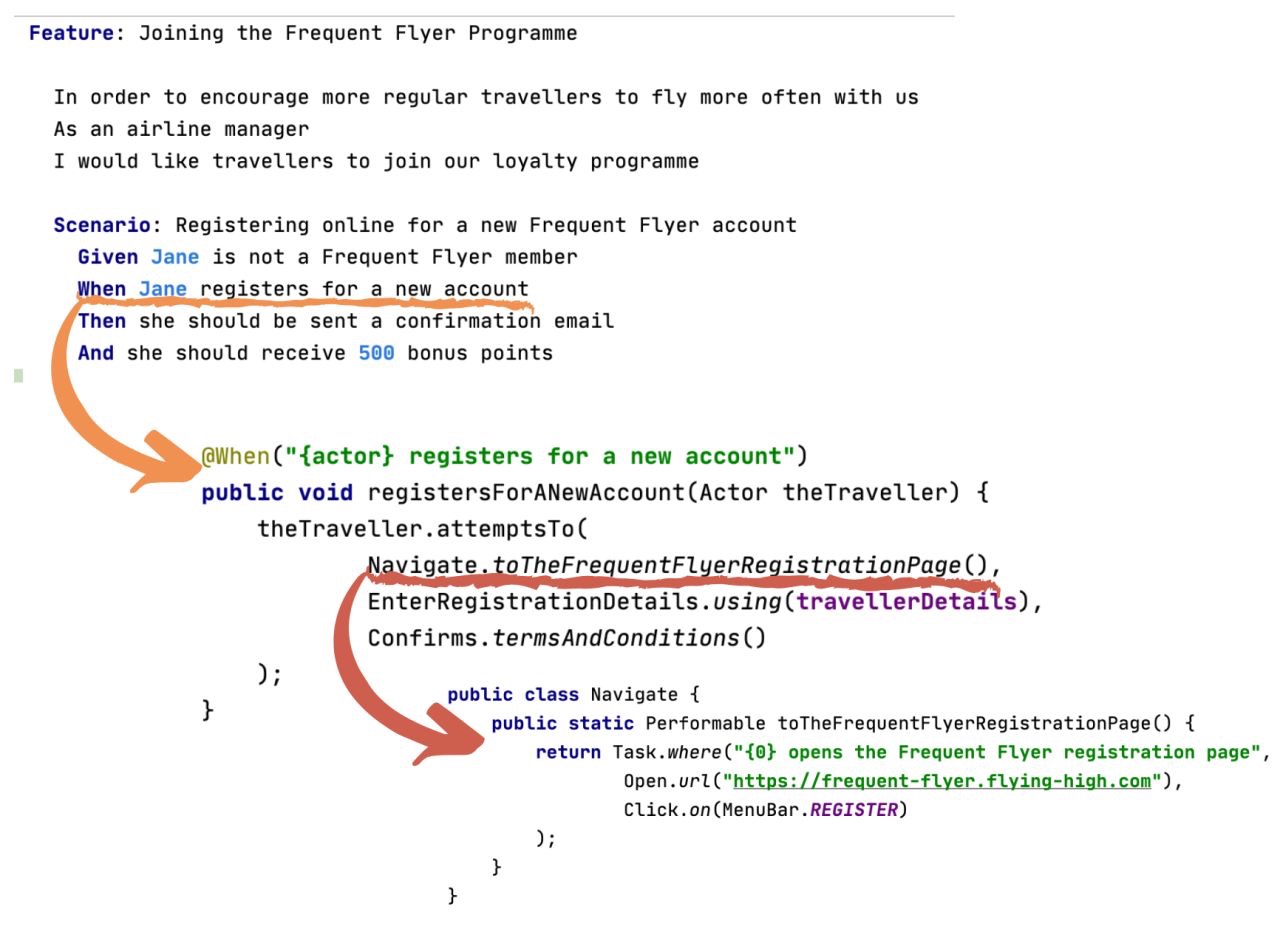 Feature: Joining the Frequent Flyer Programme
In order to encourage more regular travellers to fly more often with us
As an airline manager
I would like travellers to join our loyalty programme
Scenario: Registering online for a new Frequent Flyer account
Given Jane is not a Frequent Flyer member
When Jane registers for a new account
Then she should be sent a confirmation email
And she should receive 500 bonus points
@When("{actor} registers for a new account")
public void registersForANewAccount(Actor theTraveller) {
theTraveller.attemptsTo(
Navigate.toTheFrequentFlyerRegistrationPage(),
EnterRegistrationDetails.using(travellerDetails),
Confirms.termsAndConditions()
);
}
public class Navigate {
public static Performable toTheFrequentFlyerRegistrationPage() {
return Task.where("{0} opens the Frequent Flyer registration page",
Open.url("https://frequent-flyer.flying-high.com"),
Click.on(MenuBar.REGISTER)
);
}
}